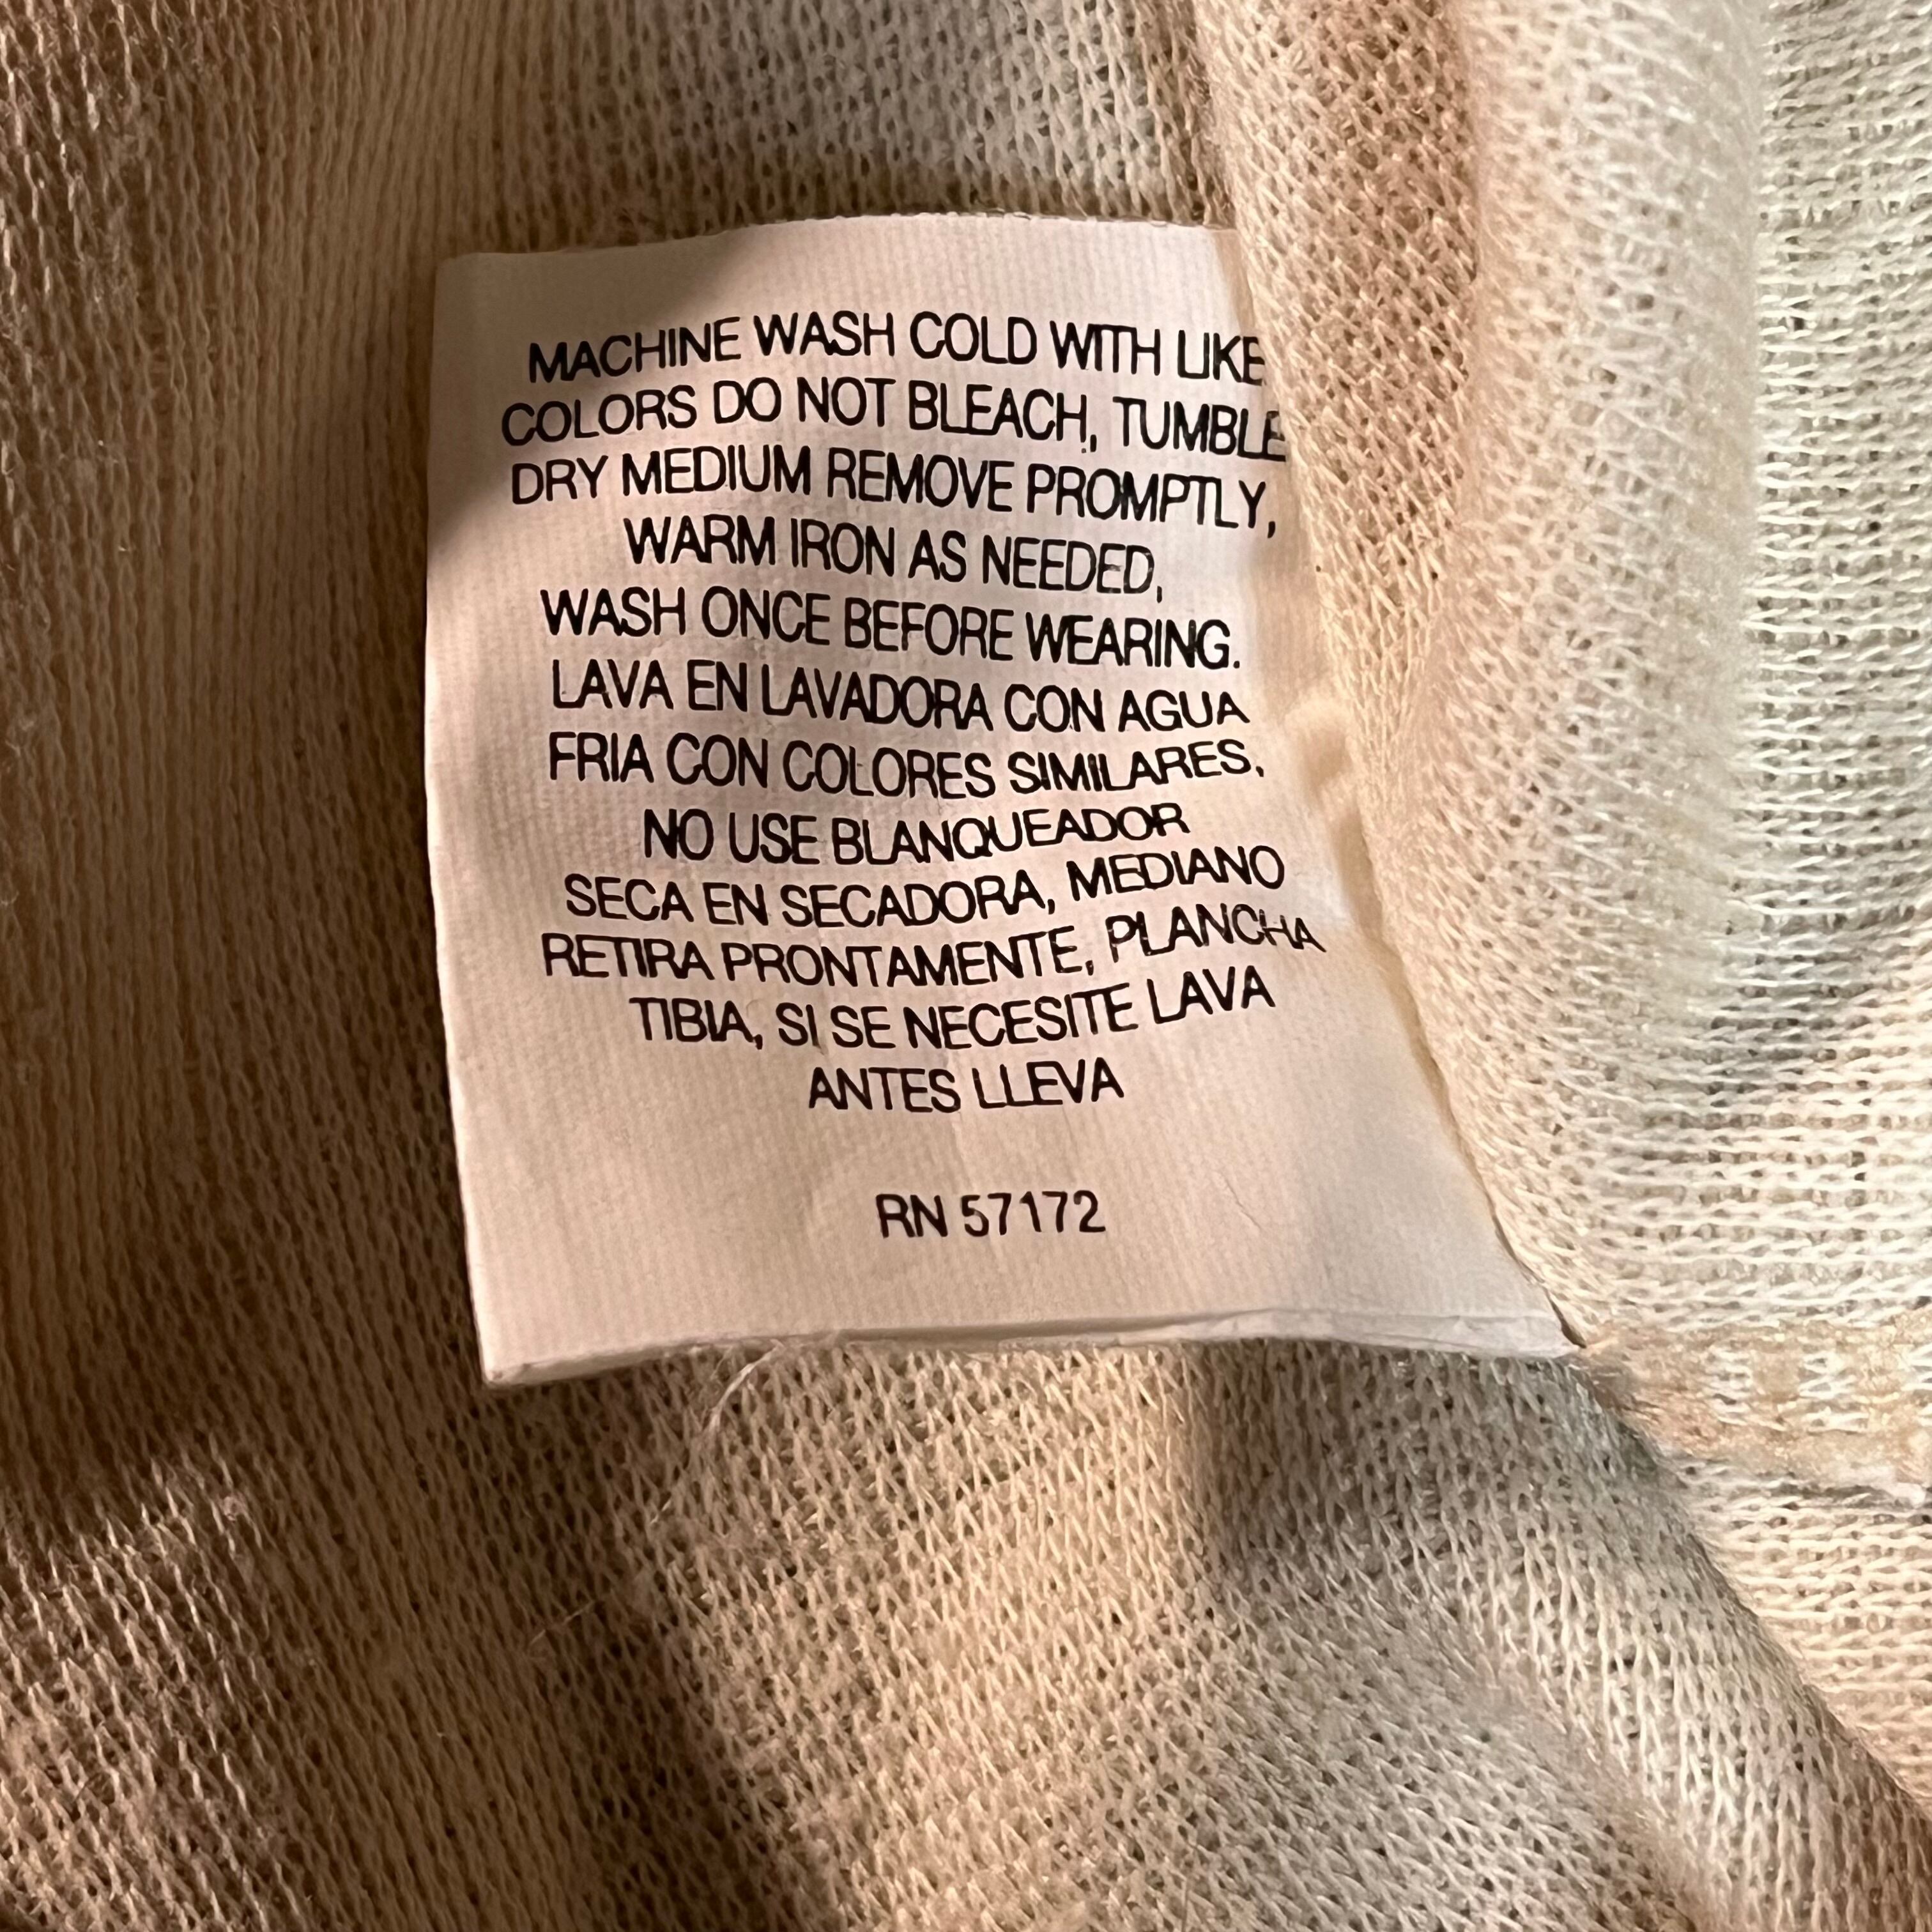 MACHINE WASH COLD WITH LIKE
COLORS DO NOT BLEACH, TUMBLE
DRY MEDIUM REMOVE PROMPTLY,
WARM IRON AS NEEDED,
WASH ONCE BEFORE WEARING.
LAVA EN LAVADORA CON AGUA
FRIA CON COLORES SIMILARES,
NO USE BLANQUEADOR
SECA EN SECADORA, MEDIANO
RETIRA PRONTAMENTE, PLANCHA
TIBIA, SI SE NECESITE LAVA
ANTES LLEVA
RN 57172